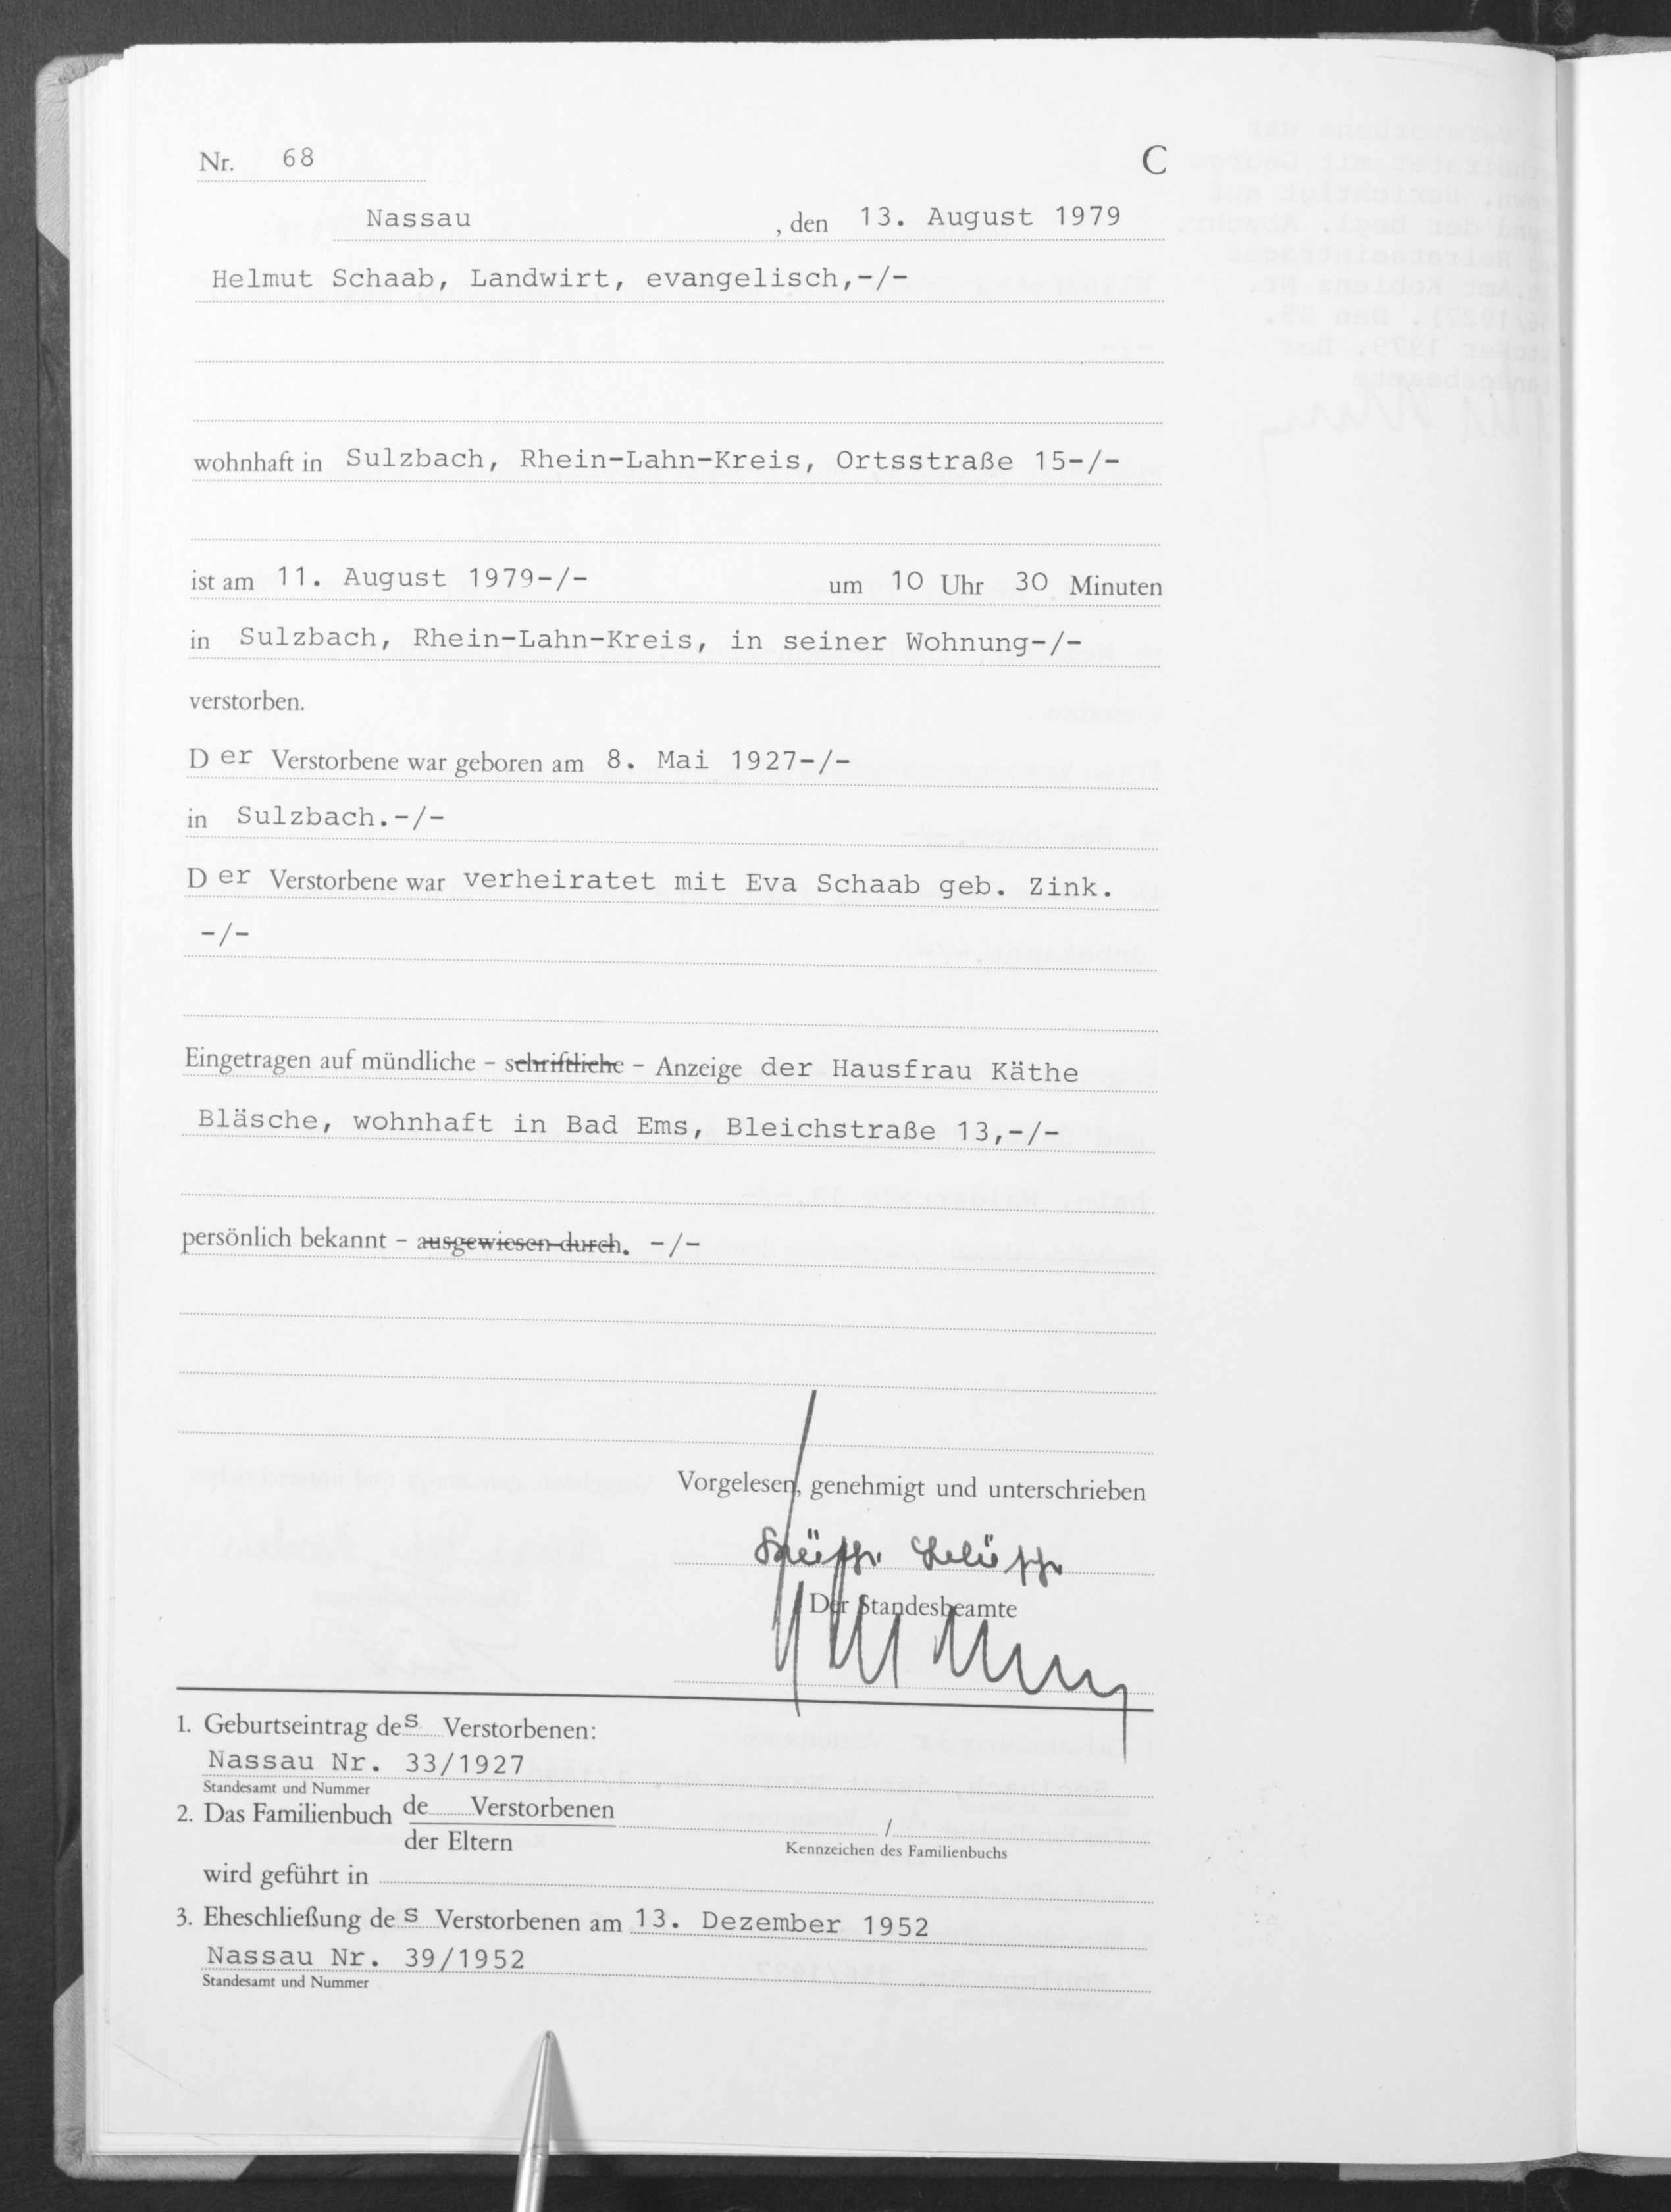 Nr. 68 C
Nassau , den 13. August 1979
Helmut Schaab, Landwirt, evangelisch,-/-
wohnhaft in Sulzbach, Rhein-Lahn-Kreis, Ortsstraße 15-/-
ist am 11. August 1979-/- um 10 Uhr 30 Minuten
in Sulzbach, Rhein-Lahn-Kreis, in seiner Wohnung-/-
verstorben.
Der Verstorbene war geboren am 8. Mai 1927-/-
in Sulzbach.-/-
Der Verstorbene war verheiratet mit Eva Schaab geb. Zink.
-/-
Eingetragen auf mündliche – schriftliche – Anzeige der Hausfrau Käthe
Bläsche, wohnhaft in Bad Ems, Bleichstraße 13,-/-
persönlich bekannt – ausgewiesen durch. -/-
Vorgelesen, genehmigt und unterschrieben
Der Standesbeamte
1. Geburtseintrag des Verstorbenen:
Nassau Nr. 33/1927
Standesamt und Nummer
2. Das Familienbuch de Verstorbenen
der Eltern / Kennzeichen des Familienbuchs
wird geführt in
3. Eheschließung des Verstorbenen am 13. Dezember 1952
Nassau Nr. 39/1952
Standesamt und Nummer